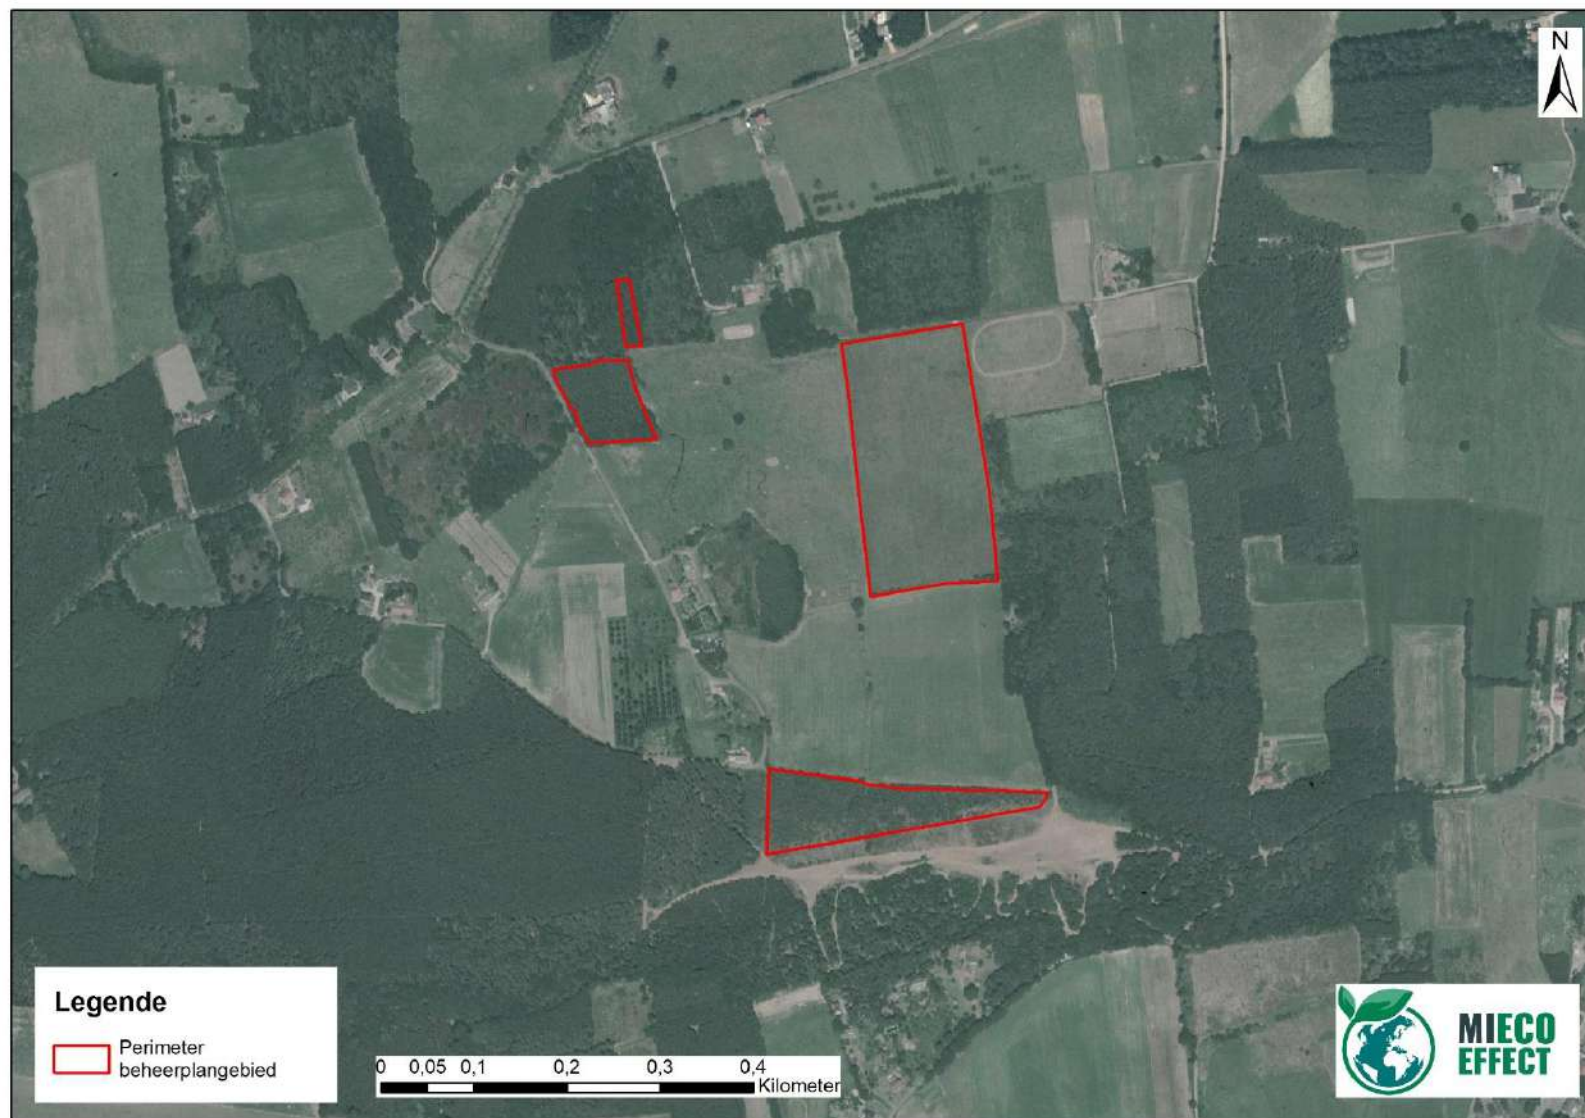 N
Legende
Perimeter
beheerplangebied
0 0,05 0,1 0,2 0,3 0,4
Kilometer
MIECO
EFFECT